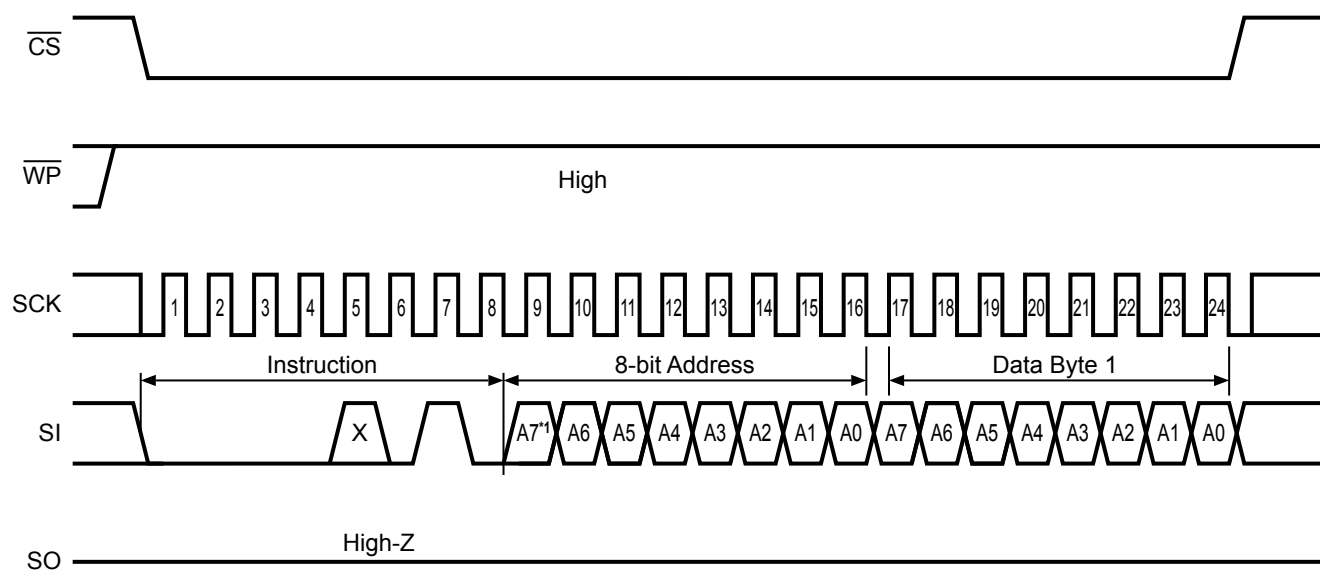 CS
WP
High
SCK
1 2 3 4 5 6 7 8 9 10 11 12 13 14 15 16 17 18 19 20 21 22 23 24
Instruction 8-bit Address Data Byte 1
SI
X A7*1 A6 A5 A4 A3 A2 A1 A0 A7 A6 A5 A4 A3 A2 A1 A0
High-Z
SO